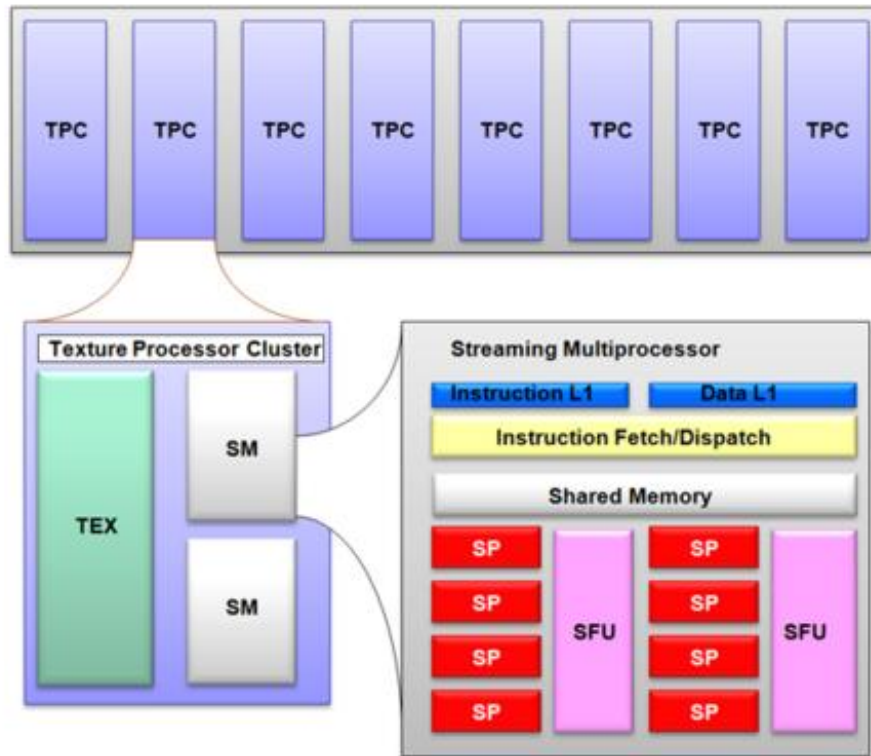 TPC TPC TPC TPC TPC TPC TPC TPC
Texture Processor Cluster
TEX
SM
SM
Streaming Multiprocessor
Instruction L1 Data L1
Instruction Fetch/Dispatch
Shared Memory
SP SP
SP SP
SFU SFU
SP SP
SP SP